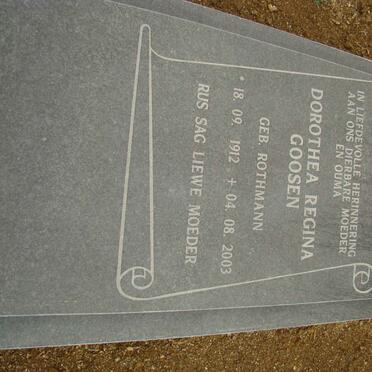 IN LIEFDEVOLLE HERINNERING
AAN ONS DIERBARE MOEDER
EN OUMA
DOROTHEA REGINA
GOOSEN
GEB. ROTHMANN
* 18. 09. 1912 + 04. 08. 2003
RUS SAG LIEWE MOEDER